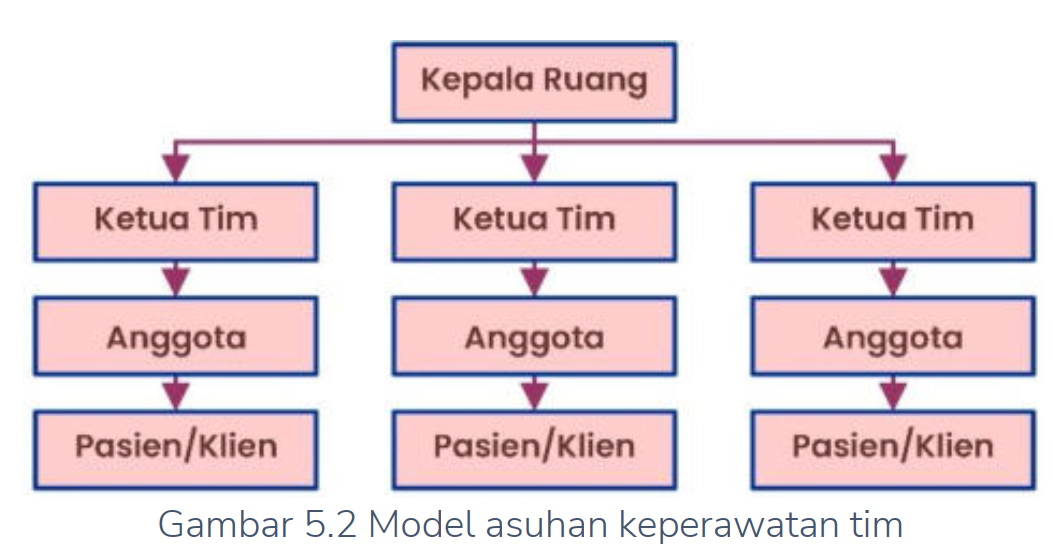 Kepala Ruang
Ketua Tim
Ketua Tim
Ketua Tim
Anggota
Anggota
Anggota
Pasien/Klien
Pasien/Klien
Pasien/Klien
Gambar 5.2 Model asuhan keperawatan tim